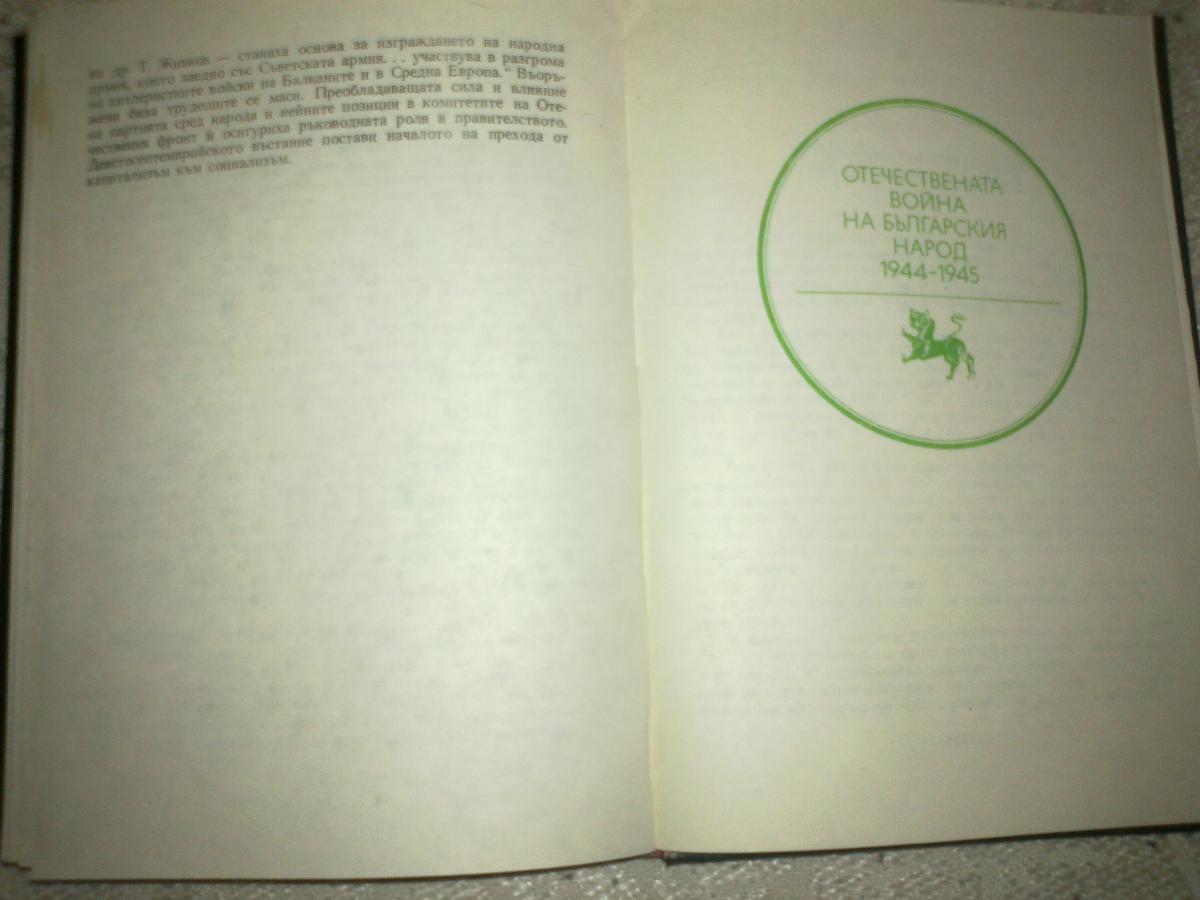 ви др. Т. Живков — станаха основа за изграждането на народна
армия, която заедно със Съветската армия. . . участвува в разгрома
на хитлеристките войски на Балканите и в Средна Европа.“ Въоръ-
жени бяха трудещите се маси. Преобладаващата сила и влияние
на партията сред народа и нейните позиции в комитетите на Оте-
чествения фронт ѝ осигуриха ръководната роля в правителството.
Деветосептемврийското въстание постави началото на прехода от
капитализъм към социализъм.
ОТЕЧЕСТВЕНАТА
ВОЙНА
НА БЪЛГАРСКИЯ
НАРОД
1944-1945